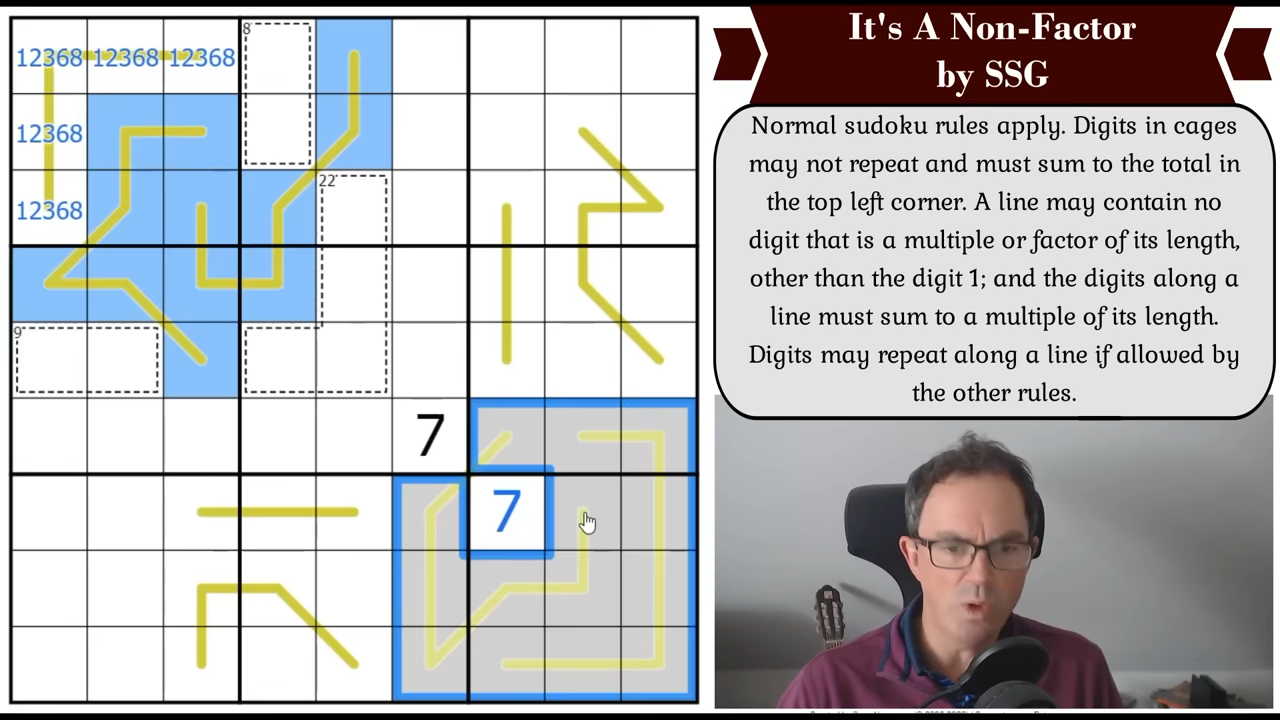 It's A Non-Factor
by SSG
Normal sudoku rules apply. Digits in cages
may not repeat and must sum to the total in
the top left corner. A line may contain no
digit that is a multiple or factor of its length,
other than the digit 1; and the digits along a
line must sum to a multiple of its length.
Digits may repeat along a line if allowed by
the other rules.
12368 12368 12368 8
12368
12368 22
9
7
7